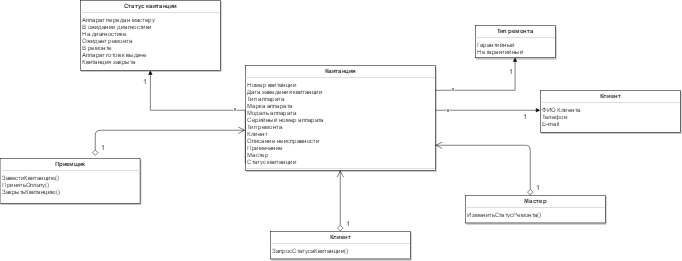 Статус квитанции
Аппарат передан мастеру
В ожидании диагностики
На диагностике
Ожидает ремонта
В ремонте
Аппарат готов к выдаче
Квитанция закрыта
1
*
Тип ремонта
Гарантийный
Не гарантийный
1
*
Квитанция
Номер квитанции
Дата заведения квитанции
Тип аппарата
Марка аппарата
Модель аппарата
Серийный номер аппарата
Тип ремонта
Клиент
Описание неисправности
Примечание
Мастер
Статус квитанции
*
1
Клиент
ФИО Клиента
Телефон
E-mail
1
Приемщик
ЗавестиКвитанцию()
ПринятьОплату()
ЗакрытьКвитанцию()
1
Мастер
ИзменитьСтатусРемонта()
1
Клиент
ЗапросСтатусаКвитанции()